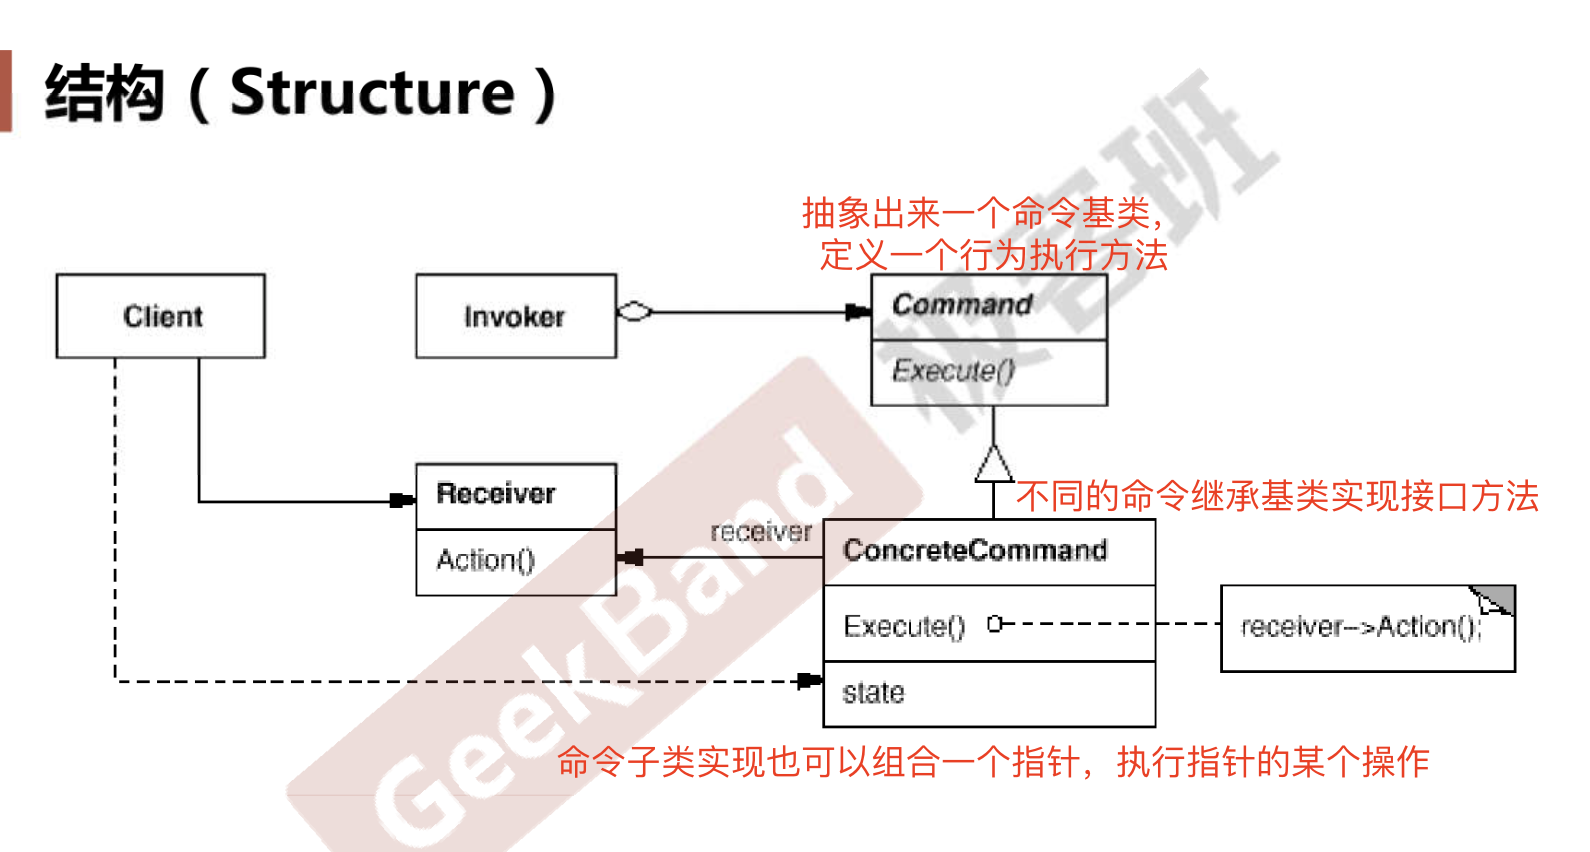 结构（Structure）
抽象出来一个命令基类，
定义一个行为执行方法
Client
Invoker
Command
Execute()
不同的命令继承基类实现接口方法
Receiver
Action()
receiver
ConcreteCommand
Execute()
receiver-->Action();
state
命令子类实现也可以组合一个指针，执行指针的某个操作
GeekBand
极客班